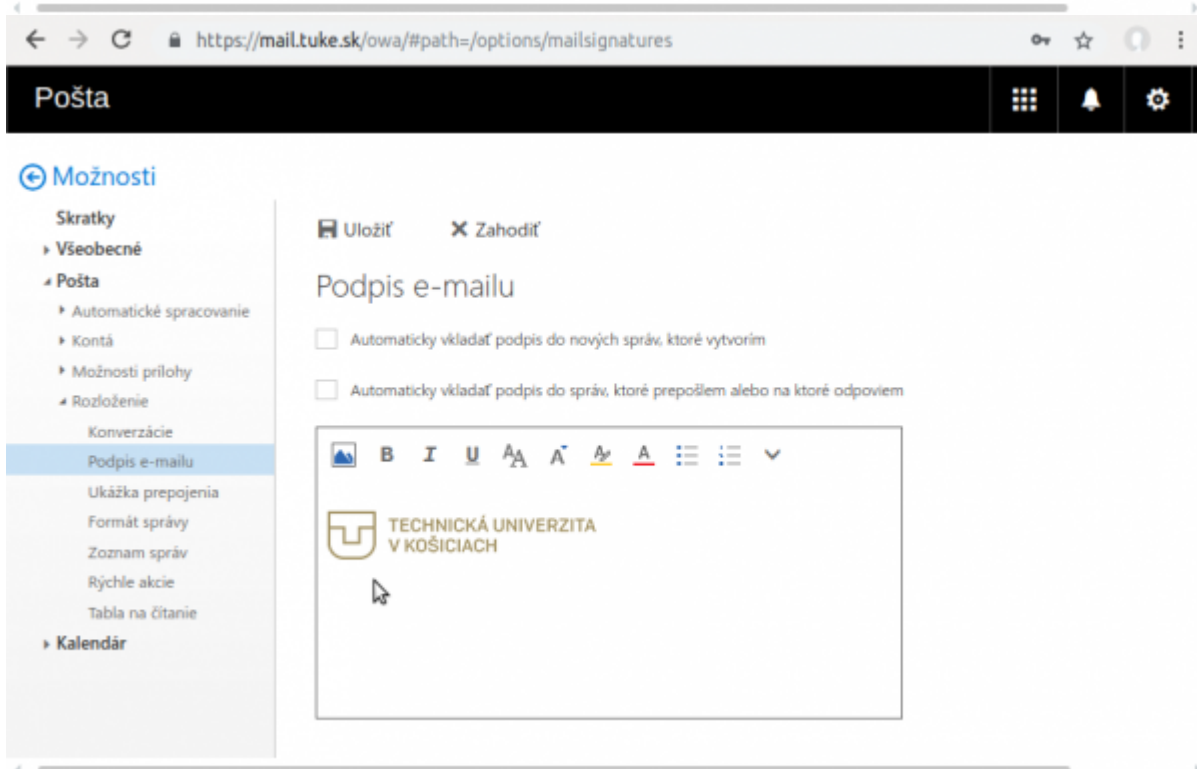 https://mail.tuke.sk/owa/#path=/options/mailsignatures
Pošta
Možnosti
Skratky
Všeobecné
Pošta
Automatické spracovanie
Kontá
Možnosti prílohy
Rozloženie
Konverzácie
Podpis e-mailu
Ukážka prepojenia
Formát správy
Zoznam správ
Rýchle akcie
Tabla na čítanie
Kalendár
Uložiť Zahodiť
Podpis e-mailu
Automaticky vkladať podpis do nových správ, ktoré vytvorím
Automaticky vkladať podpis do správ, ktoré prepošlem alebo na ktoré odpoviem
B I U AA A A A
TECHNICKÁ UNIVERZITA
V KOŠICIACH